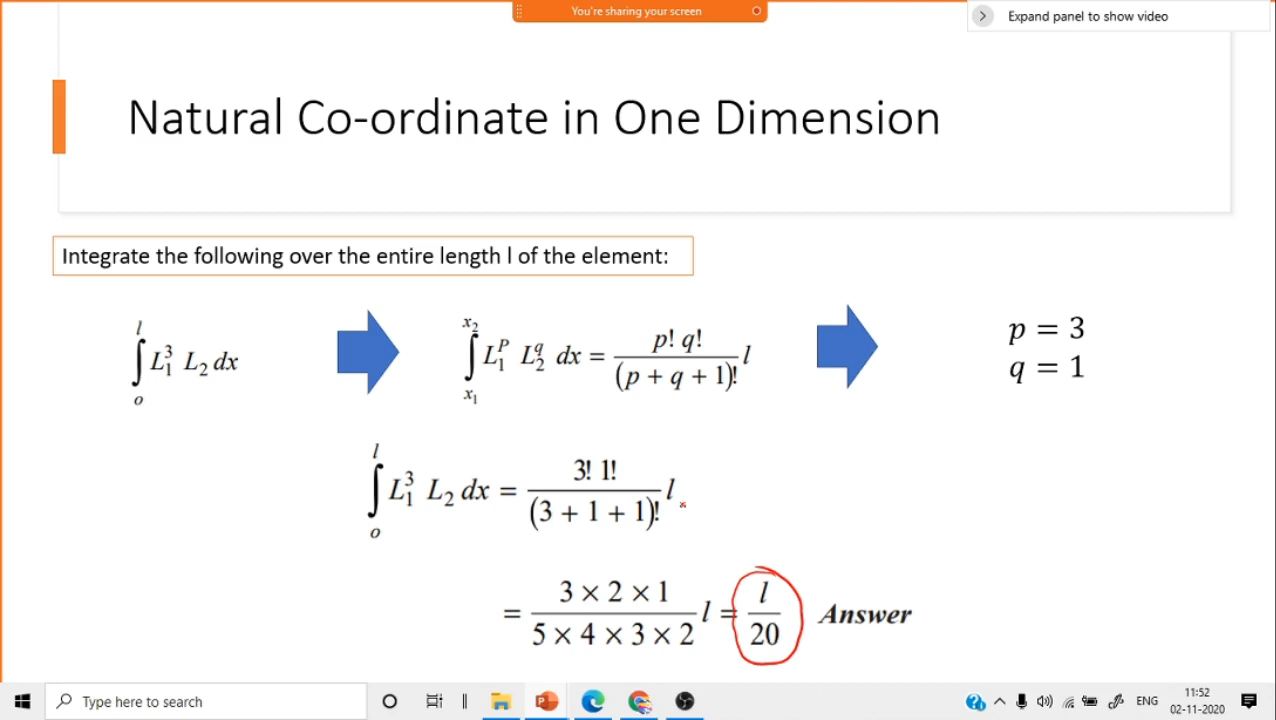 You're sharing your screen
Expand panel to show video
Natural Co-ordinate in One Dimension
Integrate the following over the entire length l of the element:
∫ₒˡ L₁³ L₂ dx
∫ₓ₁ˣ² L₁ᴾ L₂^q dx = p! q! / (p + q + 1)! l
p = 3
q = 1
∫ₒˡ L₁³ L₂ dx = 3! 1! / (3 + 1 + 1)! l
= 3 × 2 × 1 / 5 × 4 × 3 × 2 l = l / 20 Answer
Type here to search
ENG
11:52
02-11-2020